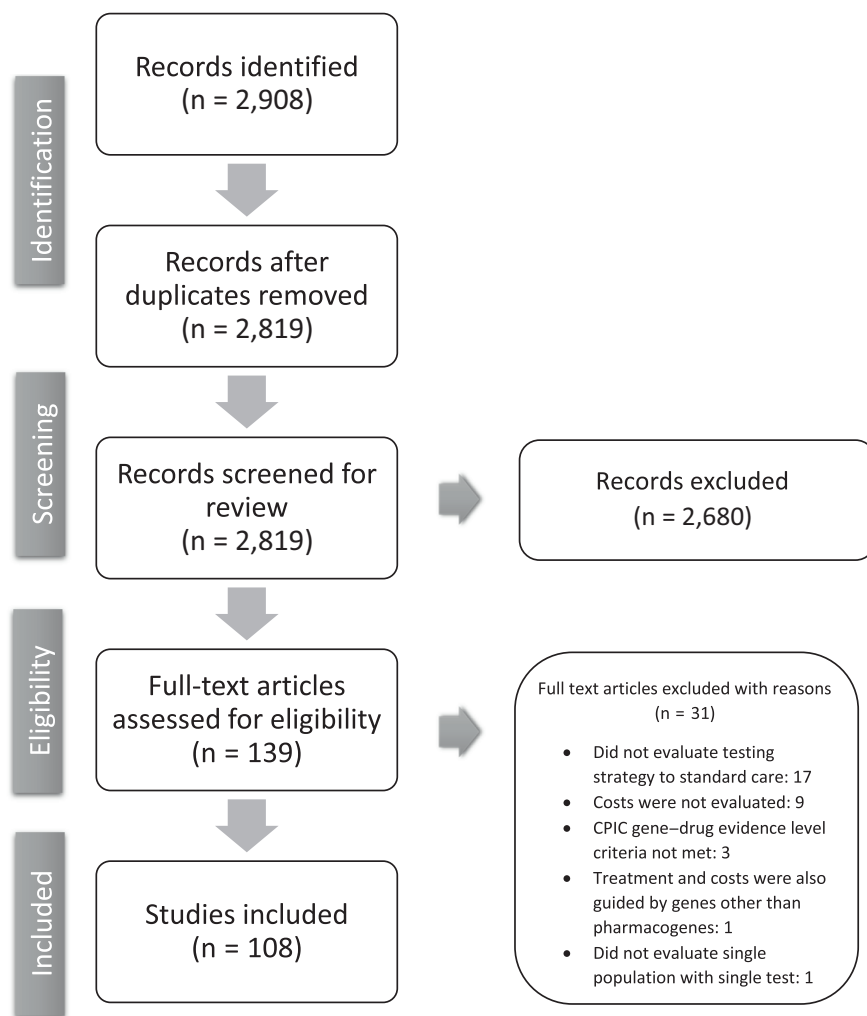 Identification
Records identified
(n = 2,908)
Records after
duplicates removed
(n = 2,819)
Screening
Records screened for
review
(n = 2,819)
Records excluded
(n = 2,680)
Eligibility
Full-text articles
assessed for eligibility
(n = 139)
Full text articles excluded with reasons
(n = 31)
• Did not evaluate testing
strategy to standard care: 17
• Costs were not evaluated: 9
• CPIC gene–drug evidence level
criteria not met: 3
• Treatment and costs were also
guided by genes other than
pharmacogenes: 1
• Did not evaluate single
population with single test: 1
Included
Studies included
(n = 108)